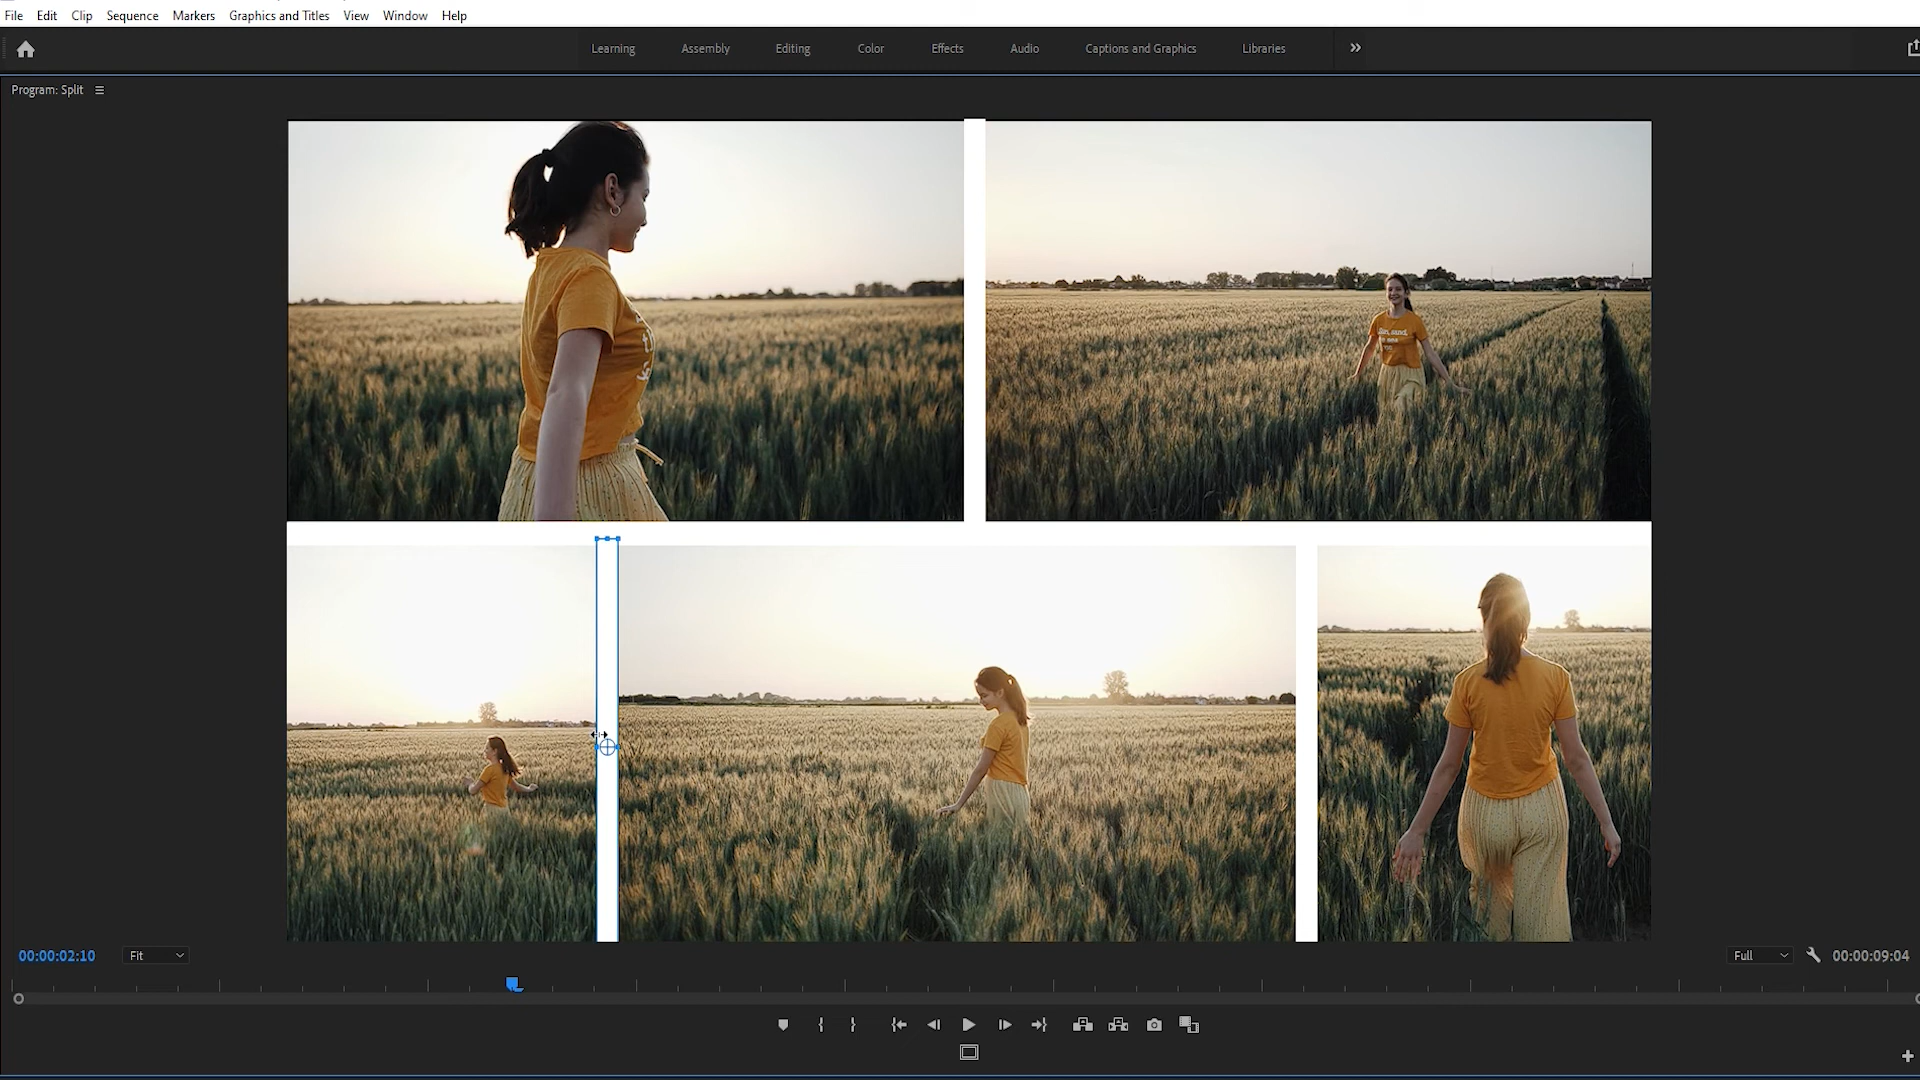 File Edit Clip Sequence Markers Graphics and Titles View Window Help
Learning Assembly Editing Color Effects Audio Captions and Graphics Libraries
Program: Split
00:00:02:10 Fit Full 00:00:09:04